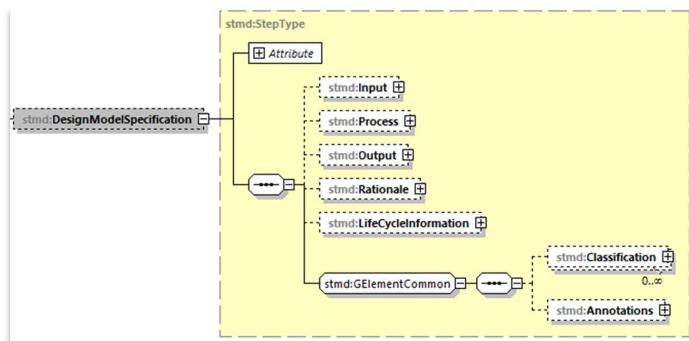 stmd:StepType
Attribute
stmd:DesignModelSpecification
stmd:Input
stmd:Process
stmd:Output
stmd:Rationale
stmd:LifeCycleInformation
stmd:GElementCommon
stmd:Classification
0..∞
stmd:Annotations